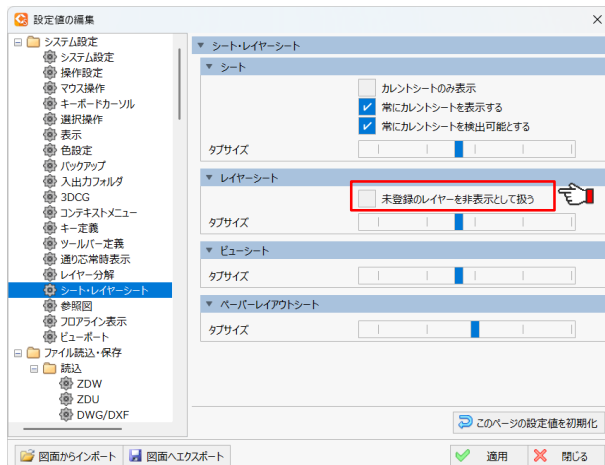 設定値の編集
システム設定
システム設定
操作設定
マウス操作
キーボードカーソル
選択操作
表示
色設定
バックアップ
入出力フォルダ
3DCG
コンテキストメニュー
キー定義
ツールバー定義
通り芯常時表示
レイヤー分解
シート・レイヤーシート
参照図
フロアライン表示
ビューポート
ファイル読込・保存
読込
ZDW
ZDU
DWG/DXF
シート・レイヤーシート
シート
カレントシートのみ表示
常にカレントシートを表示する
常にカレントシートを検出可能とする
タブサイズ
レイヤーシート
未登録のレイヤーを非表示として扱う
タブサイズ
ビューシート
タブサイズ
ペーパーレイアウトシート
タブサイズ
このページの設定値を初期化
図面からインポート 図面へエクスポート 適用 閉じる